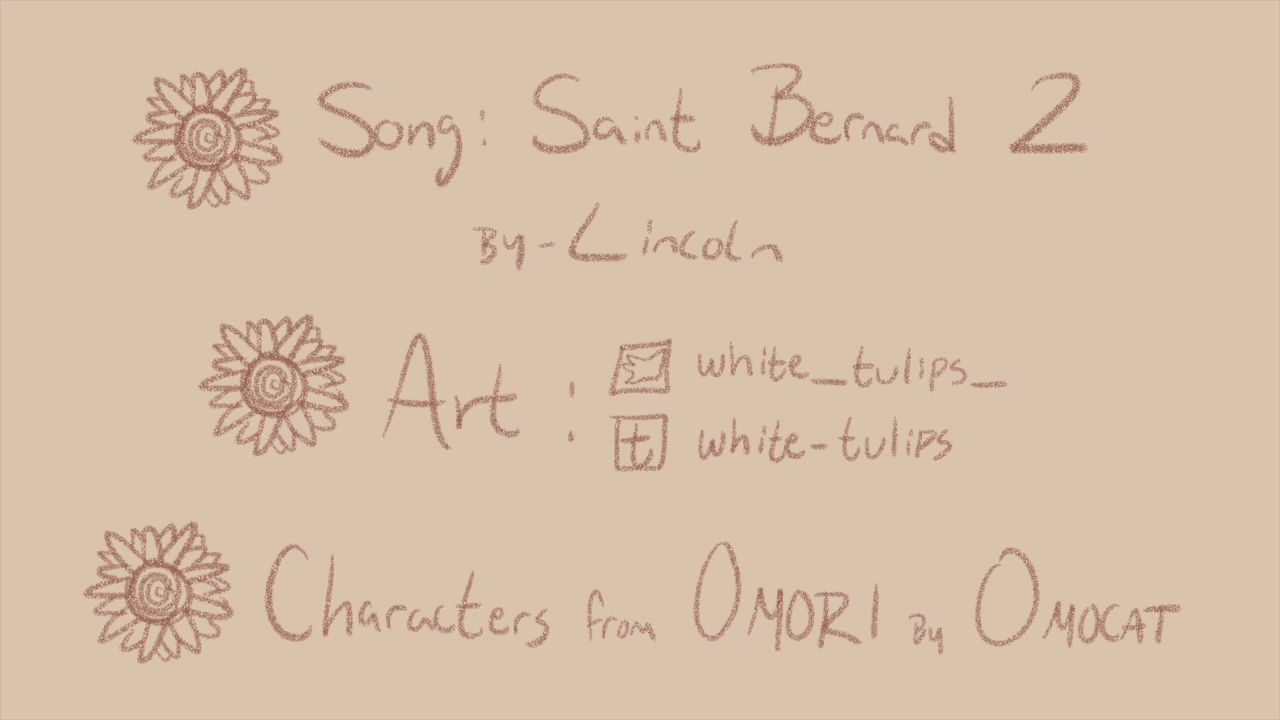 Song: Saint Bernard 2
By-Lincoln
Art: white_tulips_
t white-tulips
Characters from OMORI by OMOCAT